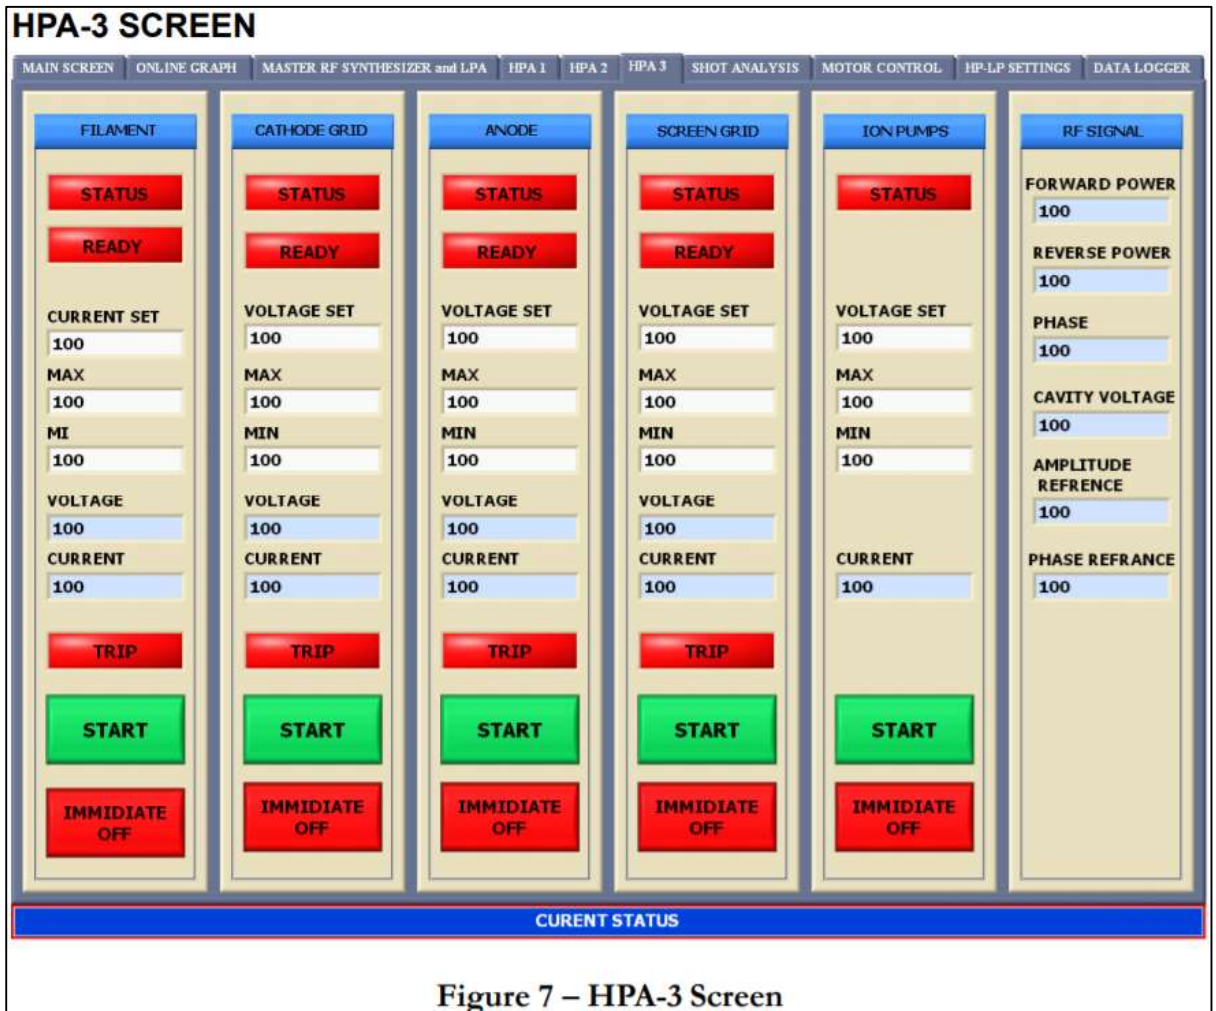 HPA-3 SCREEN
MAIN SCREEN ONLINE GRAPH MASTER RF SYNTHESIZER and LPA HPA 1 HPA 2 HPA 3 SHOT ANALYSIS MOTOR CONTROL HP-LP SETTINGS DATA LOGGER
FILAMENT
STATUS
READY
CURRENT SET
100
MAX
100
MI
100
VOLTAGE
100
CURRENT
100
TRIP
START
IMMIDIATE
OFF
CATHODE GRID
STATUS
READY
VOLTAGE SET
100
MAX
100
MIN
100
VOLTAGE
100
CURRENT
100
TRIP
START
IMMIDIATE
OFF
ANODE
STATUS
READY
VOLTAGE SET
100
MAX
100
MIN
100
VOLTAGE
100
CURRENT
100
TRIP
START
IMMIDIATE
OFF
SCREEN GRID
STATUS
READY
VOLTAGE SET
100
MAX
100
MIN
100
VOLTAGE
100
CURRENT
100
TRIP
START
IMMIDIATE
OFF
ION PUMPS
STATUS
VOLTAGE SET
100
MAX
100
MIN
100
CURRENT
100
START
IMMIDIATE
OFF
RF SIGNAL
FORWARD POWER
100
REVERSE POWER
100
PHASE
100
CAVITY VOLTAGE
100
AMPLITUDE
REFRENCE
100
PHASE REFRANCE
100
CURENT STATUS
Figure 7 – HPA-3 Screen